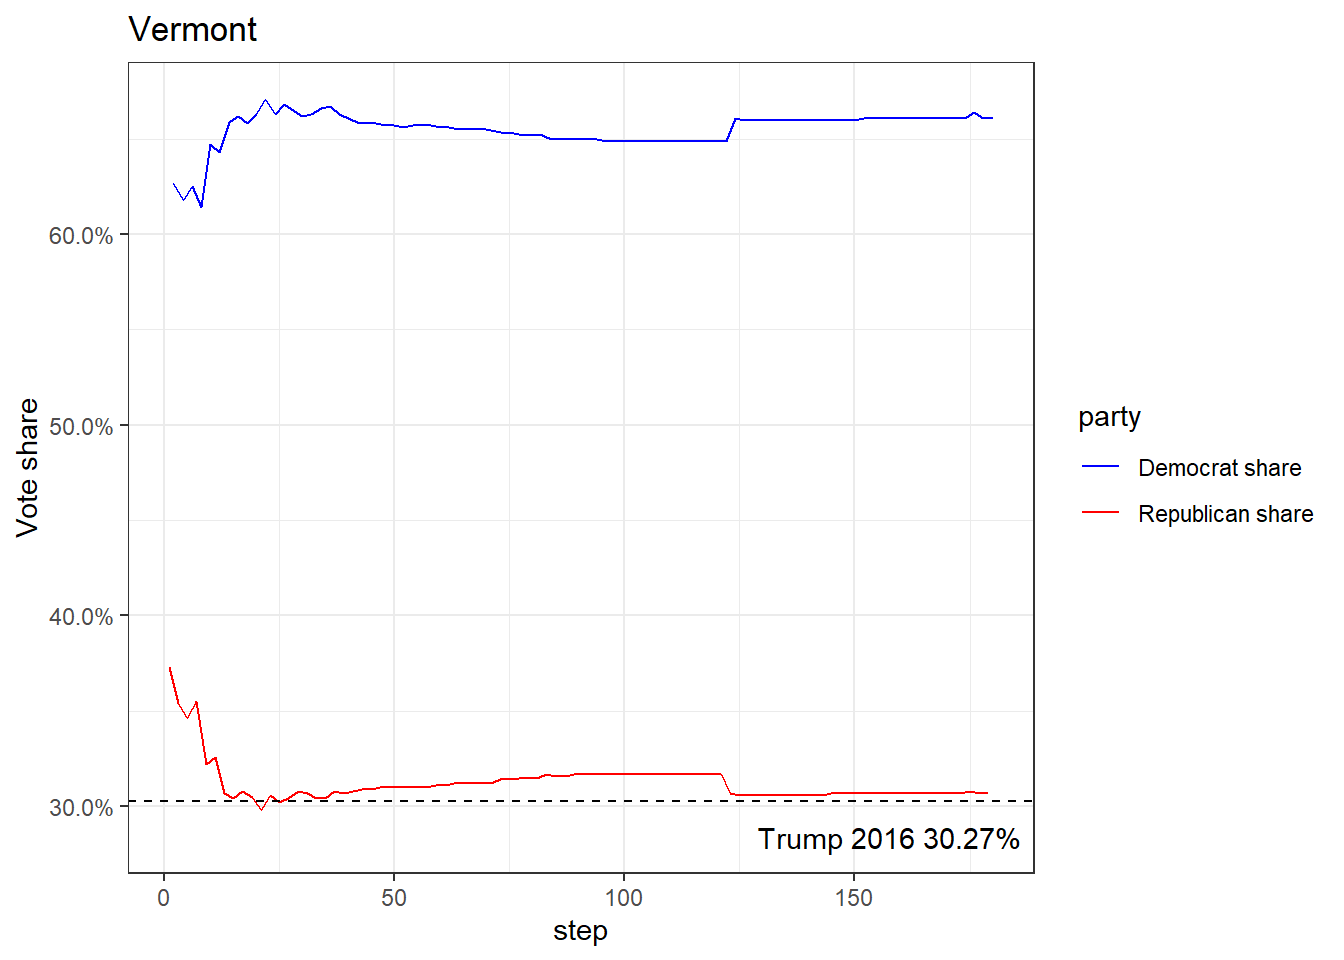 Vermont
60.0%
50.0%
40.0%
30.0%
Vote share
Trump 2016 30.27%
0 50 100 150
step
party
Democrat share
Republican share